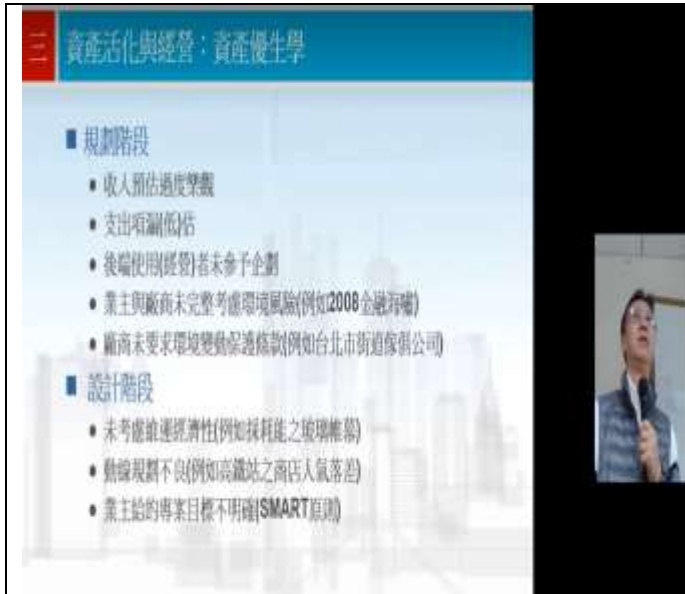 三 資產活化與經營：資產優生學
規劃階段
收入預估過度樂觀
支出項漏(低)估
後端使用(經營)者未參予企劃
業主與廠商未完整考慮環境風險(例如2008金融海嘯)
廠商未要求環境變動保護條款(例如台北市街道傢俱公司)
設計階段
未考慮維運經濟性(例如採耗能之玻璃帷幕)
動線規劃不良(例如高鐵站之商店人氣落差)
業主給的專案目標不明確(SMART原則)